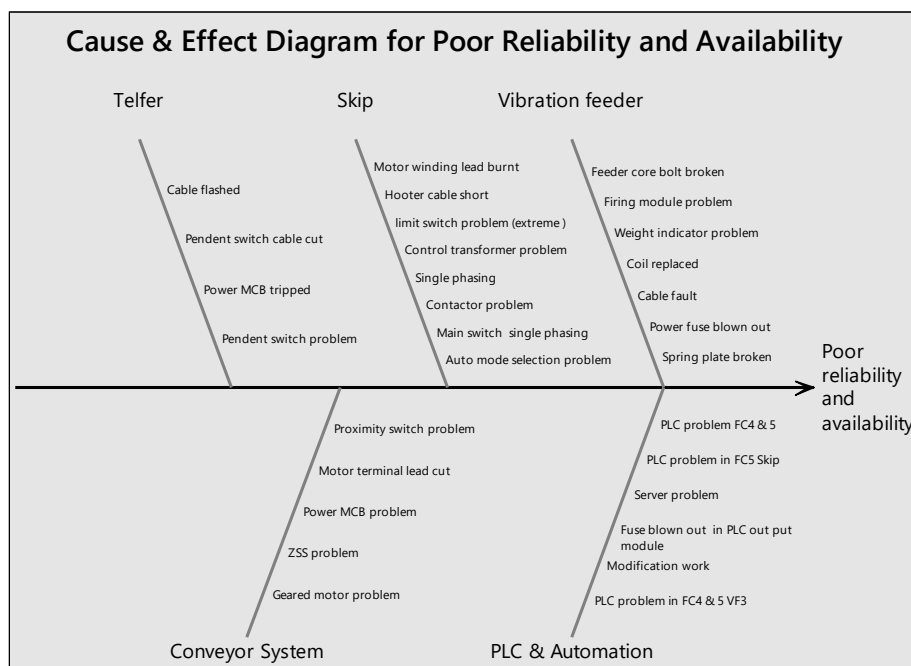 Cause & Effect Diagram for Poor Reliability and Availability
Telfer
Skip
Vibration feeder
Cable flashed
Pendent switch cable cut
Power MCB tripped
Pendent switch problem
Motor winding lead burnt
Hooter cable short
limit switch problem (extreme )
Control transformer problem
Single phasing
Contactor problem
Main switch single phasing
Auto mode selection problem
Feeder core bolt broken
Firing module problem
Weight indicator problem
Coil replaced
Cable fault
Power fuse blown out
Spring plate broken
Poor
reliability
and
availability
Proximity switch problem
Motor terminal lead cut
Power MCB problem
ZSS problem
Geared motor problem
PLC problem FC4 & 5
PLC problem in FC5 Skip
Server problem
Fuse blown out in PLC out put
module
Modification work
PLC problem in FC4 & 5 VF3
Conveyor System
PLC & Automation